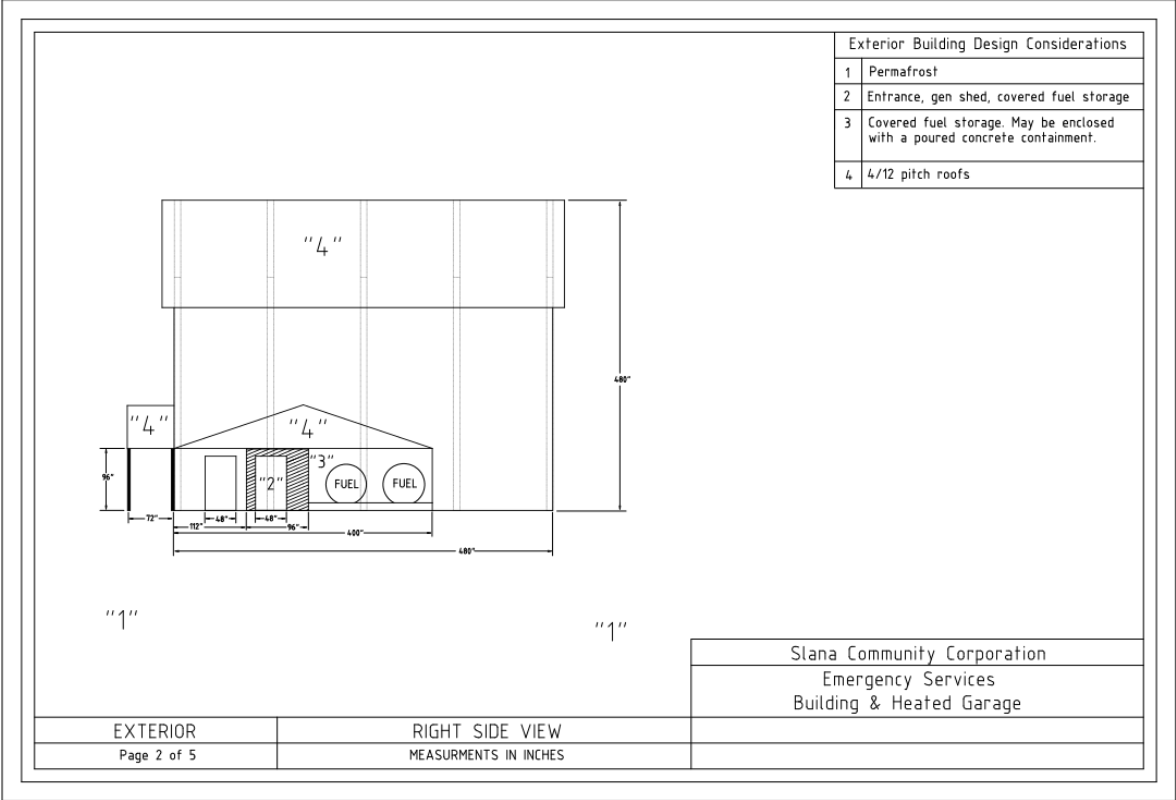 Exterior Building Design Considerations
1 Permafrost
2 Entrance, gen shed, covered fuel storage
3 Covered fuel storage. May be enclosed
with a poured concrete containment.
4 4/12 pitch roofs
"4"
480"
"4"
"4"
"3"
96"
"2"
FUEL
FUEL
72"
48"
48"
112"
96"
400"
480"
"1"
"1"
Slana Community Corporation
Emergency Services
Building & Heated Garage
EXTERIOR
RIGHT SIDE VIEW
Page 2 of 5
MEASURMENTS IN INCHES